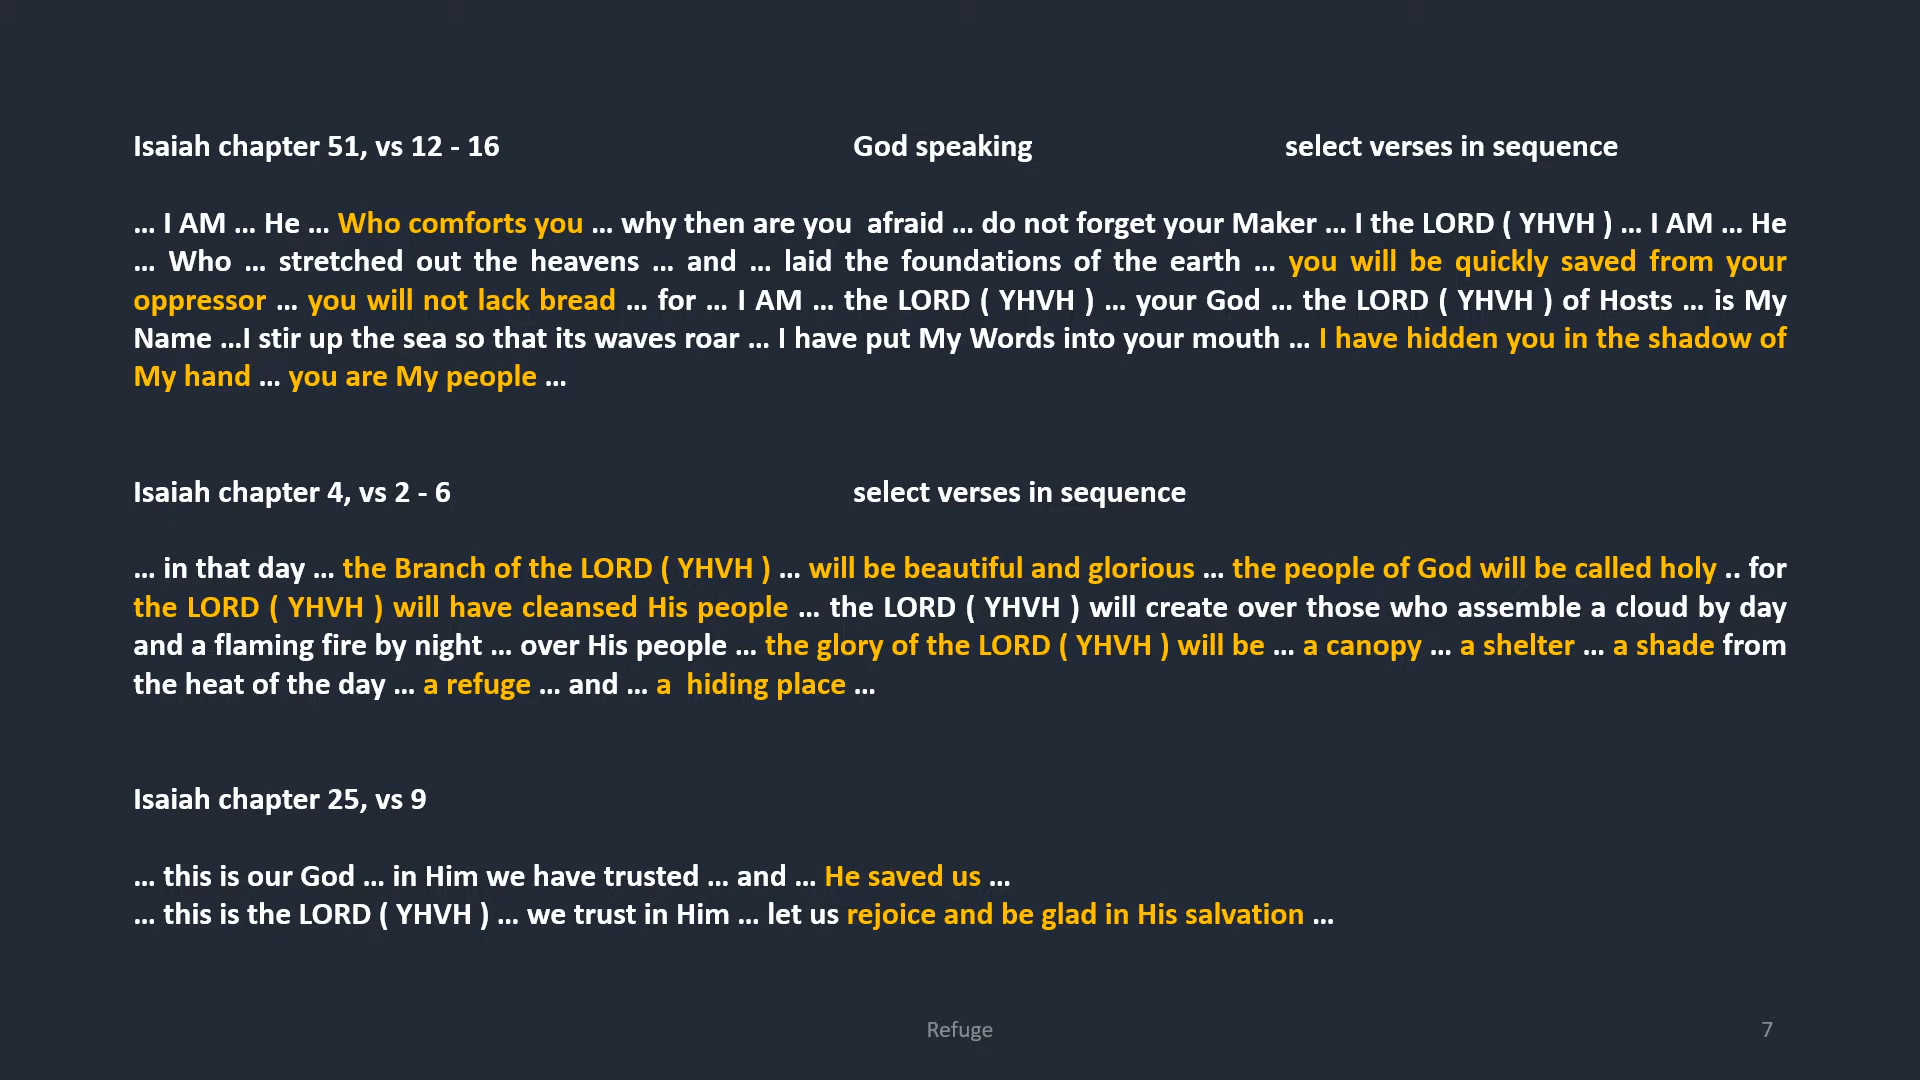 Isaiah chapter 51, vs 12 - 16 God speaking select verses in sequence
... I AM ... He ... Who comforts you ... why then are you afraid ... do not forget your Maker ... I the LORD ( YHVH ) ... I AM ... He
... Who ... stretched out the heavens ... and ... laid the foundations of the earth ... you will be quickly saved from your
oppressor ... you will not lack bread ... for ... I AM ... the LORD ( YHVH ) ... your God ... the LORD ( YHVH ) of Hosts ... is My
Name ...I stir up the sea so that its waves roar ... I have put My Words into your mouth ... I have hidden you in the shadow of
My hand ... you are My people ...
Isaiah chapter 4, vs 2 - 6 select verses in sequence
... in that day ... the Branch of the LORD ( YHVH ) ... will be beautiful and glorious ... the people of God will be called holy .. for
the LORD ( YHVH ) will have cleansed His people ... the LORD ( YHVH ) will create over those who assemble a cloud by day
and a flaming fire by night ... over His people ... the glory of the LORD ( YHVH ) will be ... a canopy ... a shelter ... a shade from
the heat of the day ... a refuge ... and ... a hiding place ...
Isaiah chapter 25, vs 9
... this is our God ... in Him we have trusted ... and ... He saved us ...
... this is the LORD ( YHVH ) ... we trust in Him ... let us rejoice and be glad in His salvation ...
Refuge 7